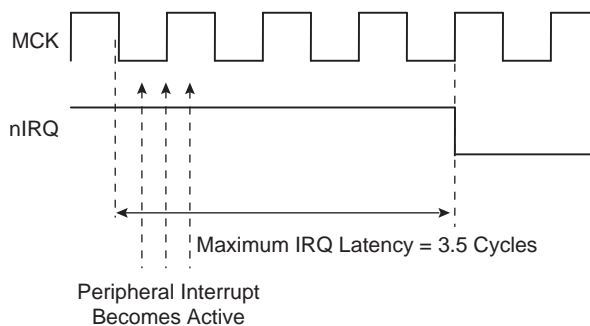 MCK
nIRQ
Maximum IRQ Latency = 3.5 Cycles
Peripheral Interrupt
Becomes Active